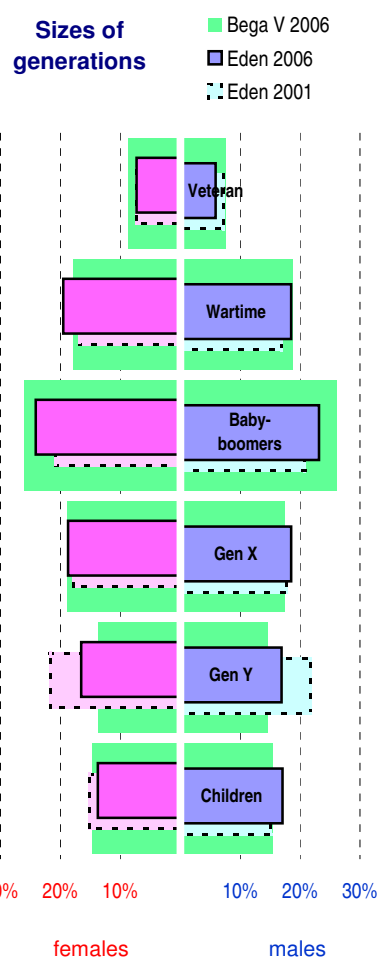 Sizes of
generations
Bega V 2006
Eden 2006
Eden 2001
Veteran
Wartime
Baby-
boomers
Gen X
Gen Y
Children
0% 20% 10% 10% 20% 30%
females males